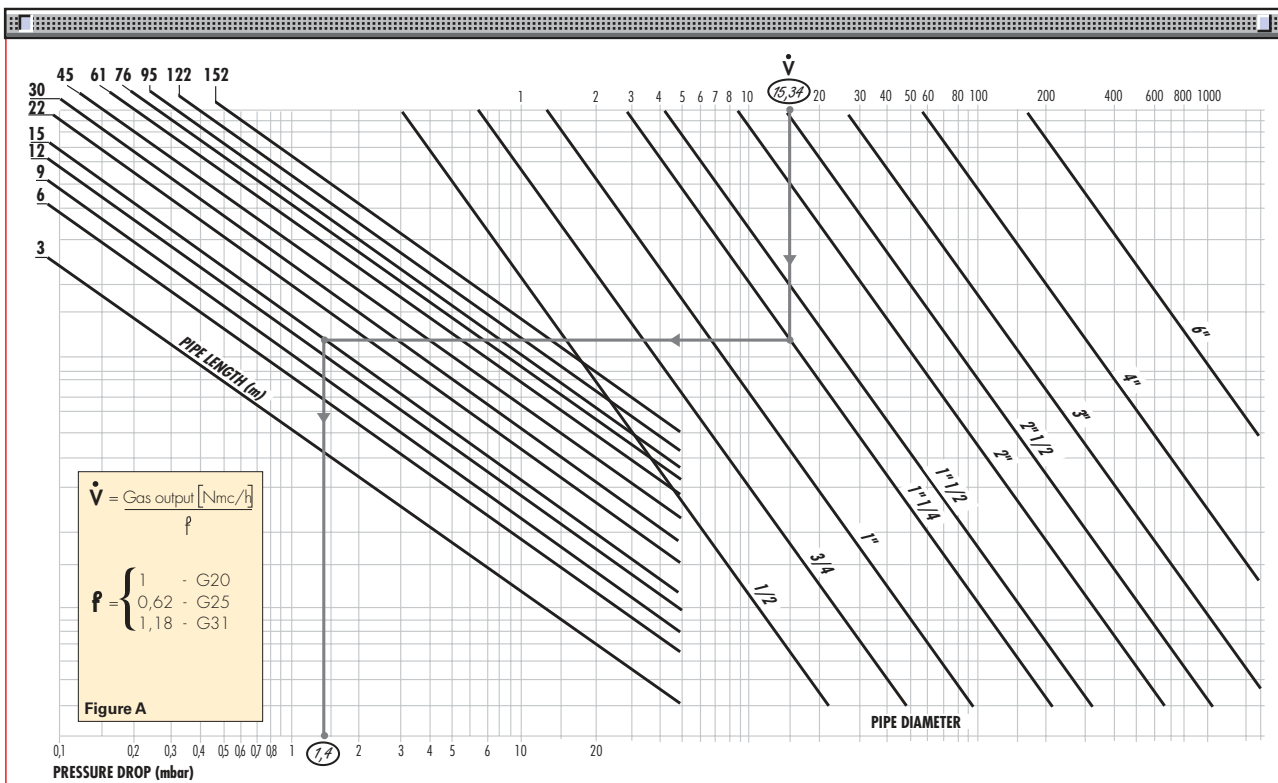 V̇
45 61 76 95 122 152
30
22
15
12
9
6
3
1 2 3 4 5 6 7 8 10 15,34 20 30 40 50 60 80 100 200 400 600 800 1000
PIPE LENGTH (m)
1/2
3/4
1"
1"1/4
1"1/2
2"
2"1/2
3"
4"
6"
V̇ = Gas output [Nmc/h]
f
f = { 1 - G20
0,62 - G25
1,18 - G31
Figure A
PIPE DIAMETER
0,1 0,2 0,3 0,4 0,5 0,6 0,7 0,8 1 1,4 2 3 4 5 6 10 20
PRESSURE DROP (mbar)